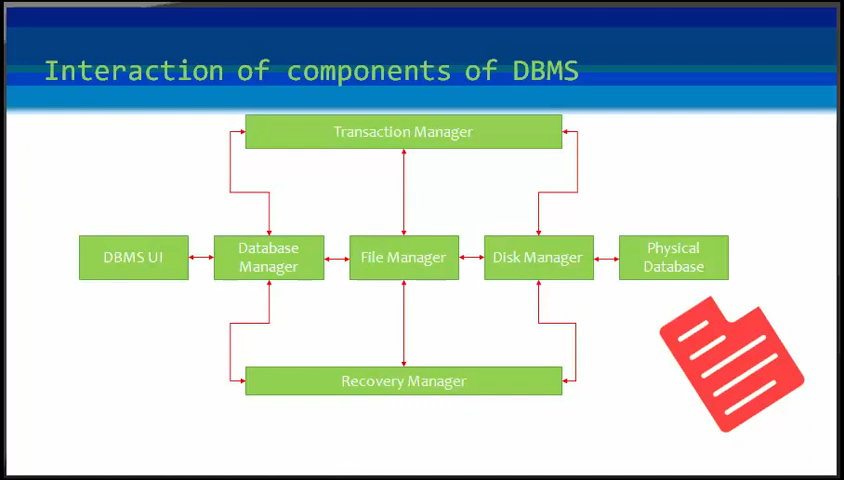 Interaction of components of DBMS
Transaction Manager
DBMS UI
Database
Manager
File Manager
Disk Manager
Physical
Database
Recovery Manager